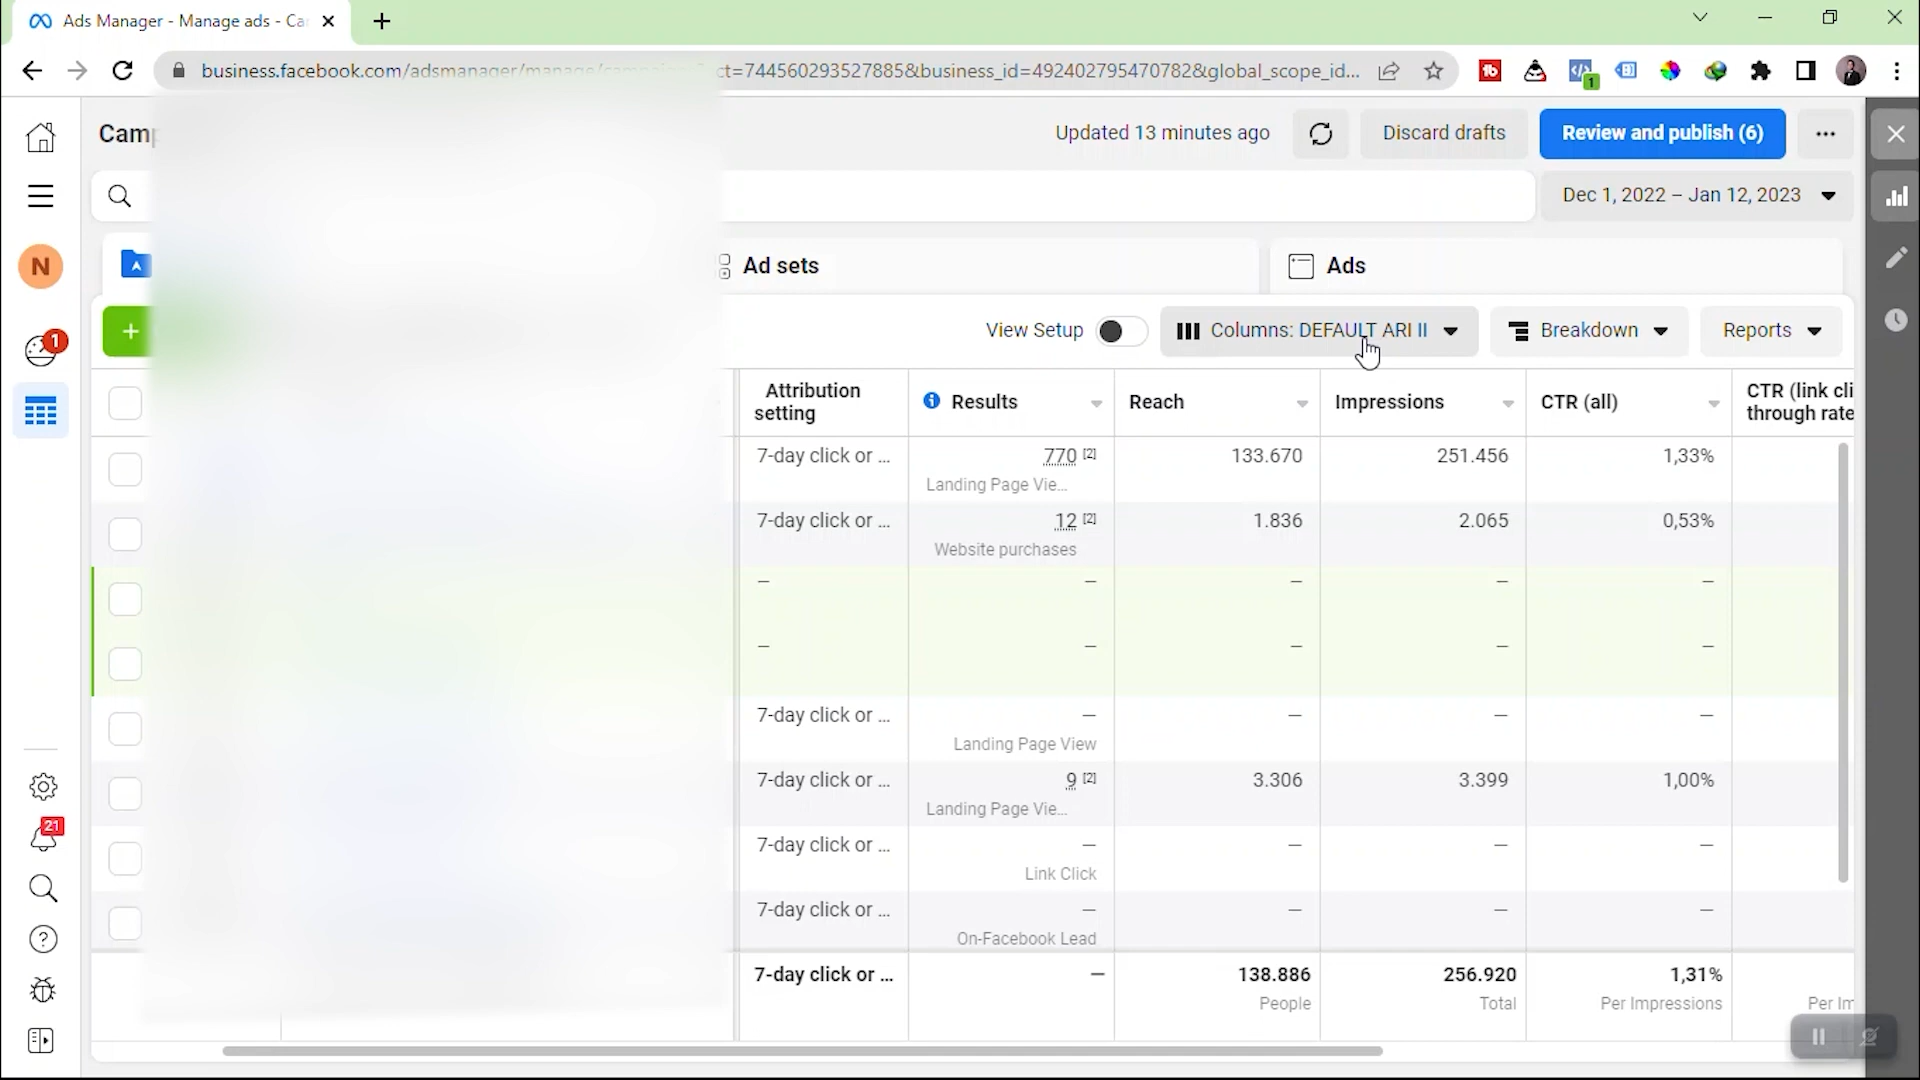 Ads Manager - Manage ads - Ca
business.facebook.com/adsmanager/manage/
ct=744560293527885&business_id=492402795470782&global_scope_id...
1
Camp
Updated 13 minutes ago
Discard drafts
Review and publish (6)
Dec 1, 2022 – Jan 12, 2023
N
Ad sets
Ads
1
+
View Setup
Columns: DEFAULT ARI II
Breakdown
Reports
Attribution setting
Results
Reach
Impressions
CTR (all)
CTR (link cli
through rate
7-day click or ...
770 [2]
133.670
251.456
1,33%
Landing Page Vie...
7-day click or ...
12 [2]
1.836
2.065
0,53%
Website purchases
–
–
–
–
–
–
–
–
–
–
7-day click or ...
–
–
–
–
Landing Page View
7-day click or ...
9 [2]
3.306
3.399
1,00%
Landing Page Vie...
7-day click or ...
–
–
–
–
Link Click
7-day click or ...
–
–
–
–
On-Facebook Lead
21
7-day click or ...
–
138.886
256.920
1,31%
People
Total
Per Impressions
Per Im